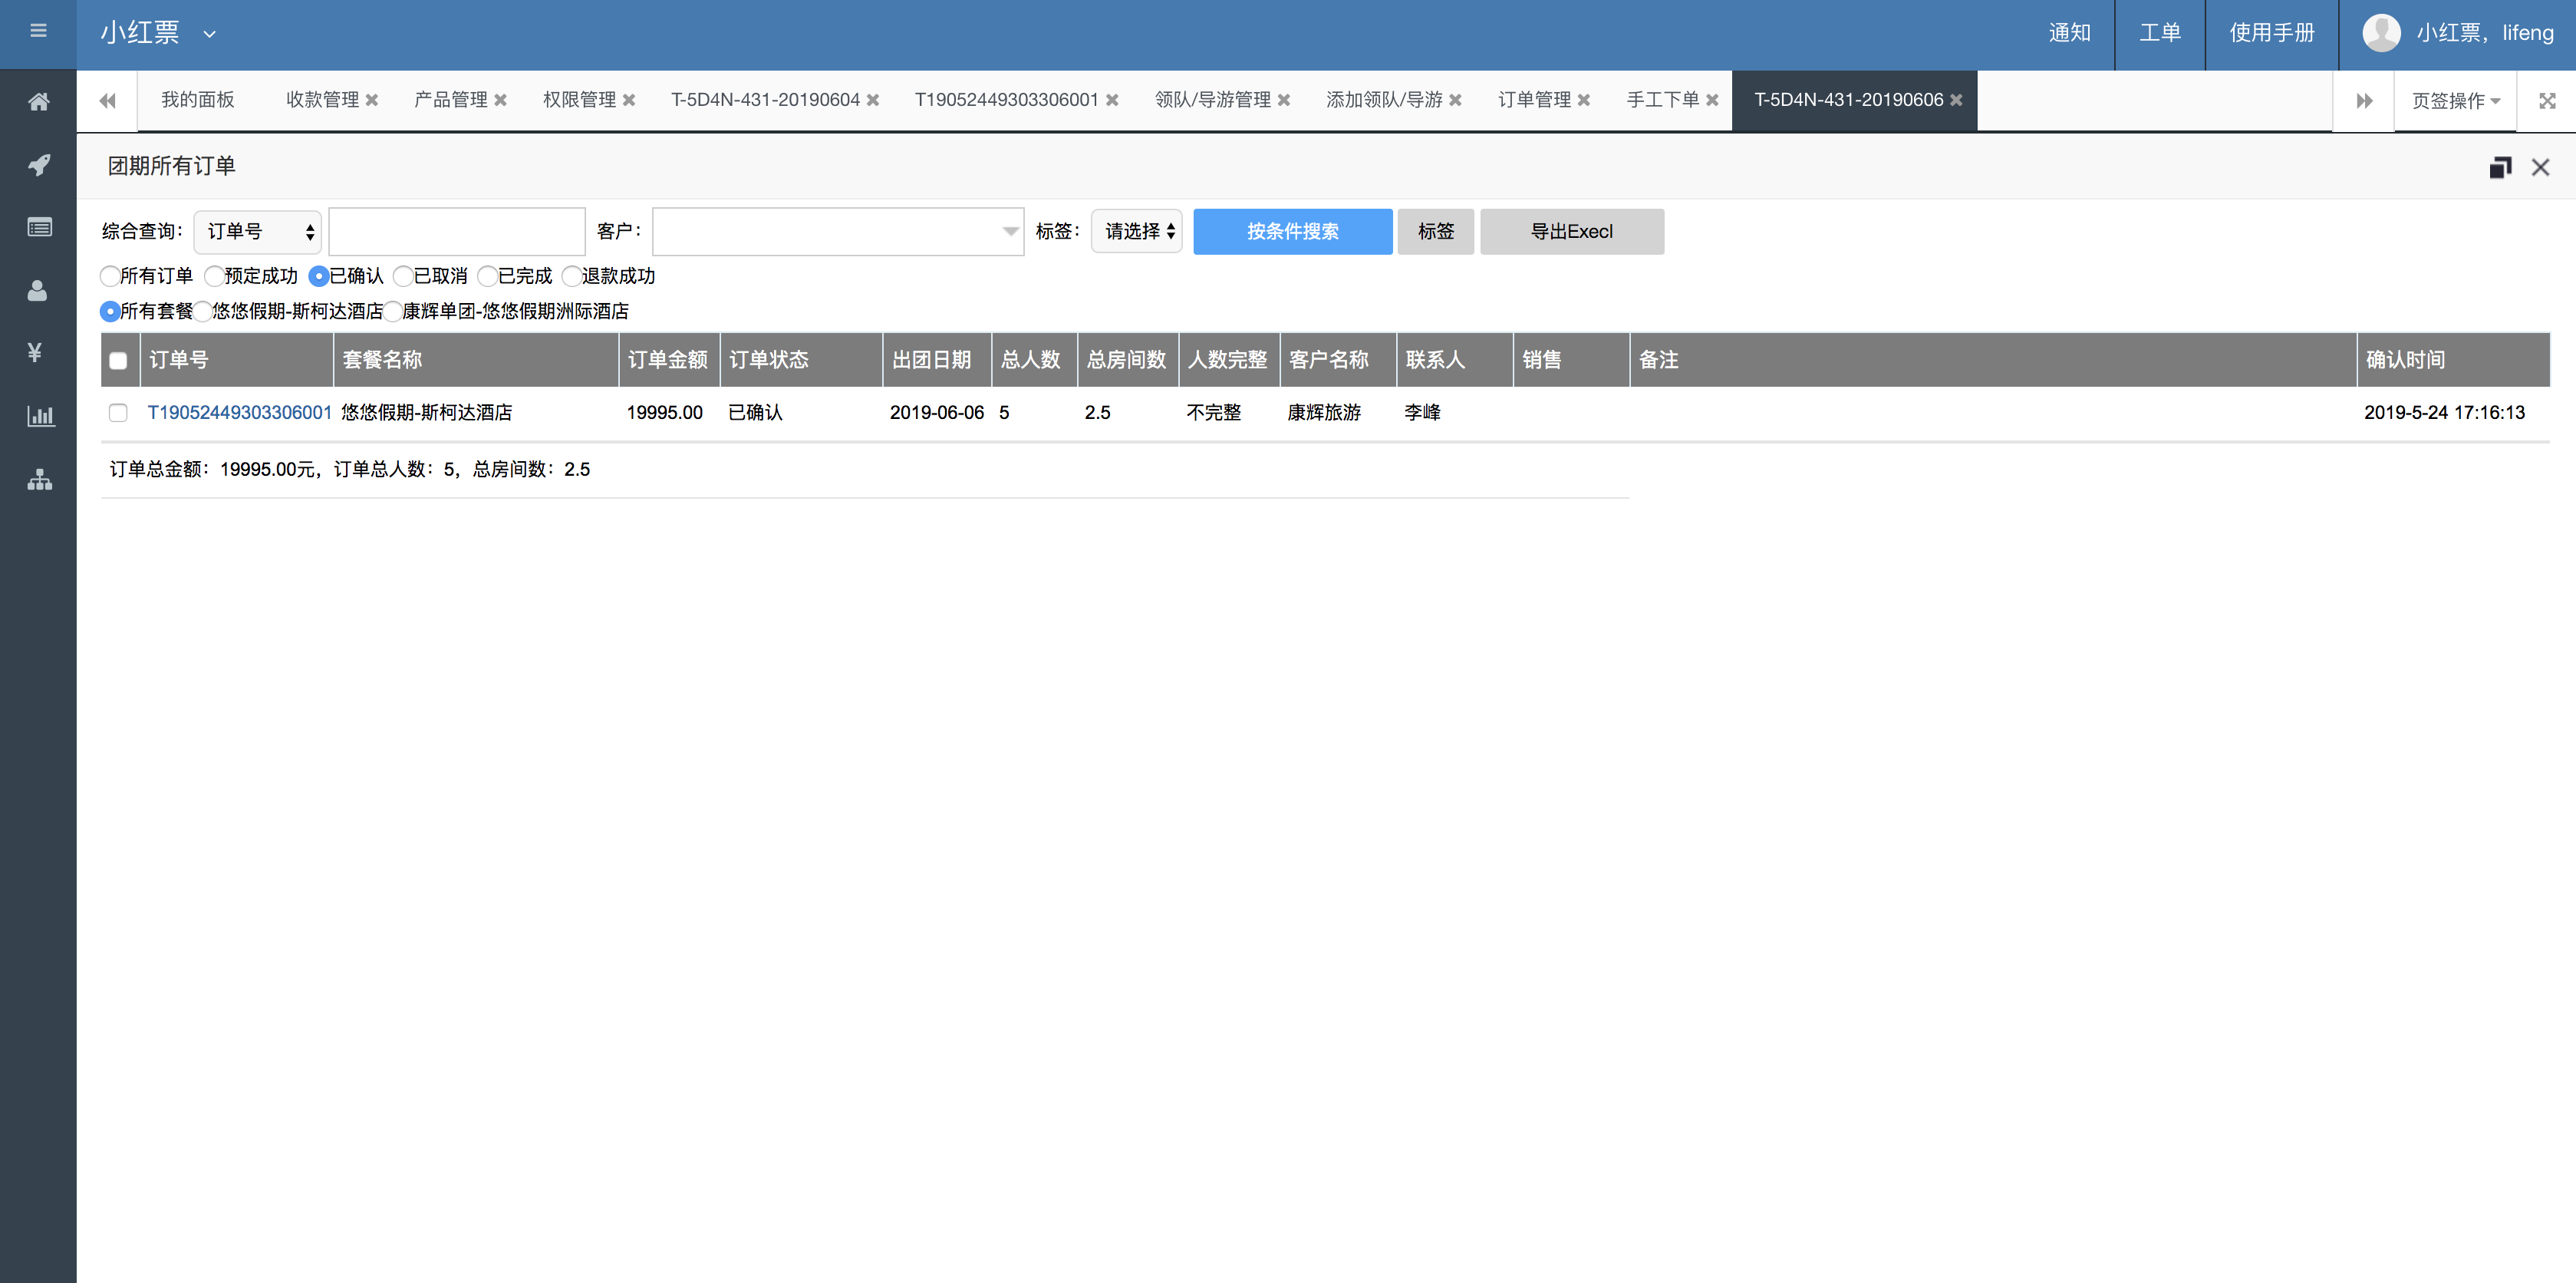 小红票
通知 工单 使用手册 小红票，lifeng
我的面板 收款管理 产品管理 权限管理 T-5D4N-431-20190604 T19052449303306001 领队/导游管理 添加领队/导游 订单管理 手工下单 T-5D4N-431-20190606 页签操作
团期所有订单
综合查询： 订单号 客户： 标签： 请选择 按条件搜索 标签 导出Execl
所有订单 预定成功 已确认 已取消 已完成 退款成功
所有套餐 悠悠假期-斯柯达酒店 康辉单团-悠悠假期洲际酒店
订单号 套餐名称 订单金额 订单状态 出团日期 总人数 总房间数 人数完整 客户名称 联系人 销售 备注 确认时间
T19052449303306001 悠悠假期-斯柯达酒店 19995.00 已确认 2019-06-06 5 2.5 不完整 康辉旅游 李峰 2019-5-24 17:16:13
订单总金额：19995.00元，订单总人数：5，总房间数：2.5